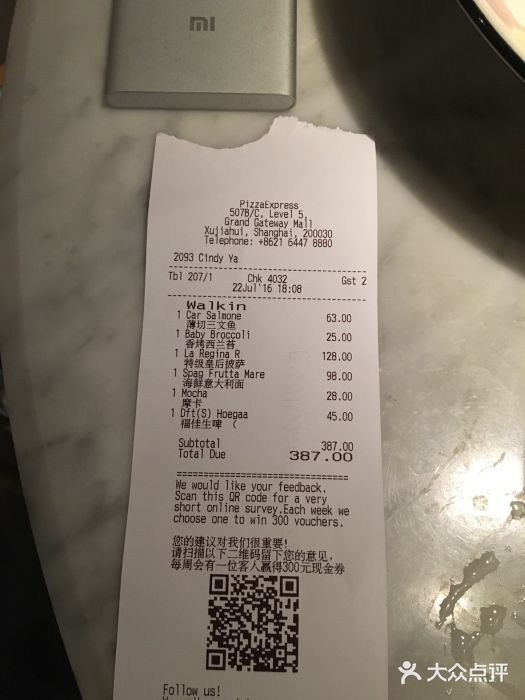 mi
PizzaExpress
507B/C, Level 5,
Grand Gateway Mall
Xujiahui, Shanghai, 200030
Telephone: +8621 6447 8880
2093 Cindy Ya
Tbl 207/1 Chk 4032 Gst 2
22Jul'16 18:08
Walkin
1 Car Salmone 63.00
薄切三文鱼
1 Baby Broccoli 25.00
香烤西兰苔
1 La Regina R 128.00
特级皇后披萨
1 Spag Frutta Mare 98.00
海鲜意大利面
1 Mocha 28.00
摩卡
1 Dft(S) Hoegaa 45.00
福佳生啤 (
Subtotal 387.00
Total Due 387.00
We would like your feedback.
Scan this QR code for a very
short online survey.Each week we
choose one to win 300 vouchers.
您的建议对我们很重要!
请扫描以下二维码留下您的意见,
每周会有一位客人赢得300元现金券
Follow us!
大众点评